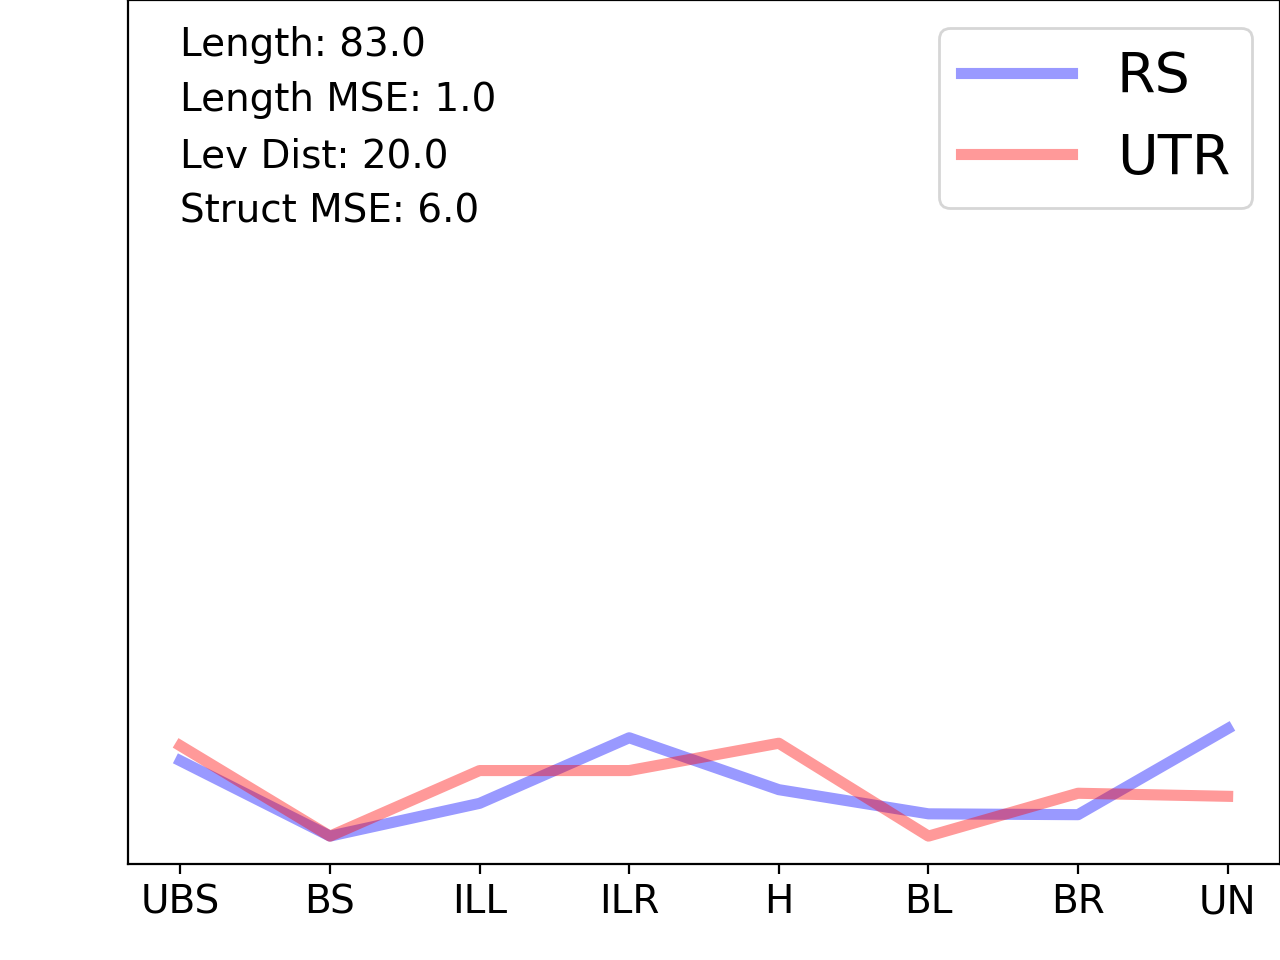 Length: 83.0
Length MSE: 1.0
Lev Dist: 20.0
Struct MSE: 6.0
RS
UTR
UBS BS ILL ILR H BL BR UN